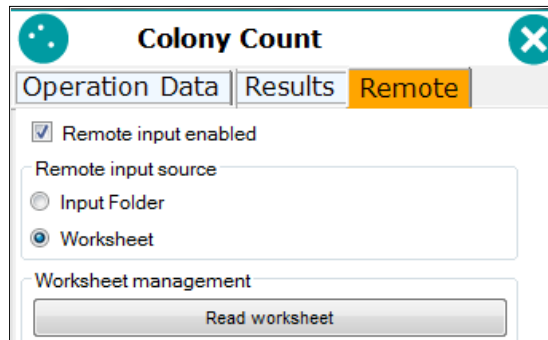 Colony Count
Operation Data Results Remote
Remote input enabled
Remote input source
Input Folder
Worksheet
Worksheet management
Read worksheet